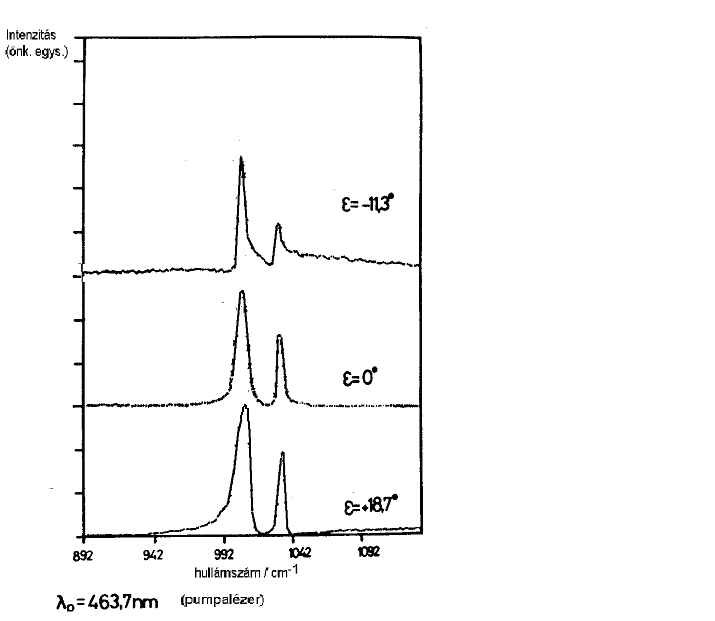 Intenzitás
(önk. egys.)
ε=-11,3°
ε=0°
ε=+18,7°
892 942 992 1042 1092
hullámszám / cm⁻¹
λₚ=463,7nm (pumpalézer)